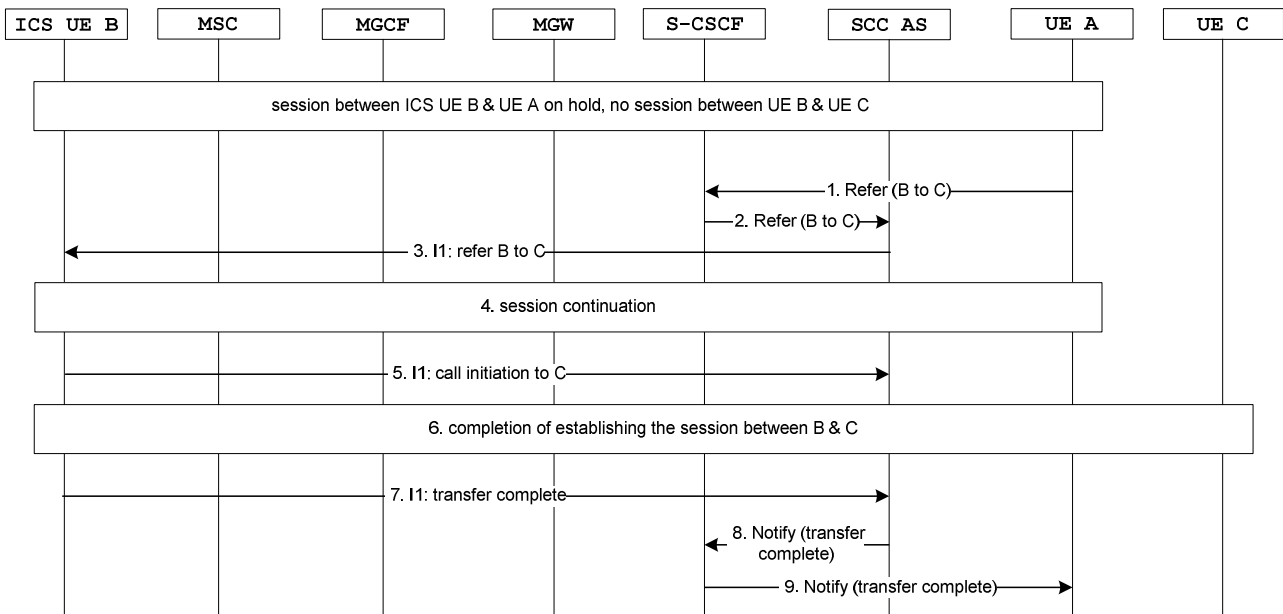 ICS UE B MSC MGCF MGW S-CSCF SCC AS UE A UE C
session between ICS UE B & UE A on hold, no session between UE B & UE C
1. Refer (B to C)
2. Refer (B to C)
3. I1: refer B to C
4. session continuation
5. I1: call initiation to C
6. completion of establishing the session between B & C
7. I1: transfer complete
8. Notify (transfer
complete)
9. Notify (transfer complete)